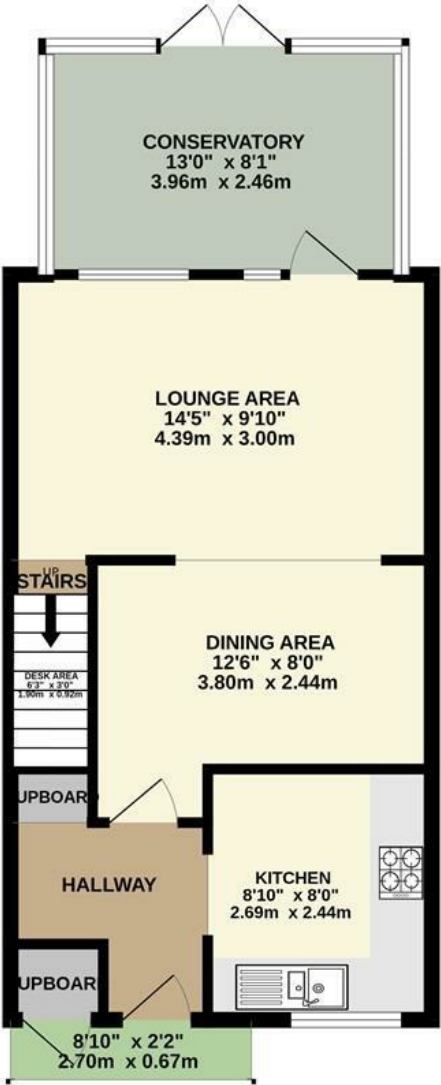 CONSERVATORY
13'0" x 8'1"
3.96m x 2.46m
LOUNGE AREA
14'5" x 9'10"
4.39m x 3.00m
UP
STAIRS
DINING AREA
12'6" x 8'0"
3.80m x 2.44m
DESK AREA
6'3" x 3'0"
1.90m x 0.92m
UPBOAR
HALLWAY
KITCHEN
8'10" x 8'0"
2.69m x 2.44m
UPBOAR
8'10" x 2'2"
2.70m x 0.67m